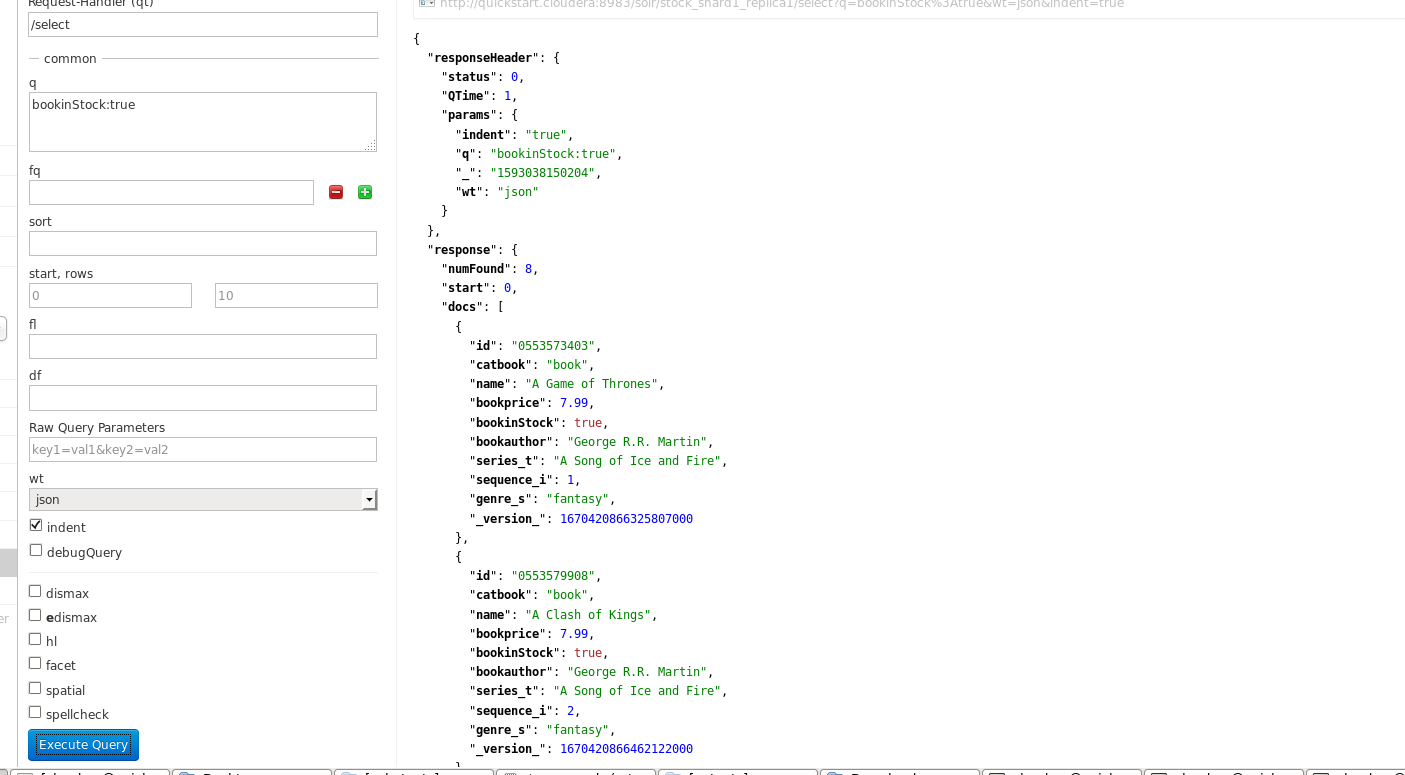 Request-Handler (qt)
/select
common
q
bookinStock:true
fq
sort
start, rows
0
10
fl
df
Raw Query Parameters
key1=val1&key2=val2
wt
json
indent
debugQuery
dismax
edismax
hl
facet
spatial
spellcheck
Execute Query
er
http://quickstart.cloudera:8983/solr/stock_shard1_replica1/select?q=bookinStock%3Atrue&wt=json&indent=true
{
"responseHeader": {
"status": 0,
"QTime": 1,
"params": {
"indent": "true",
"q": "bookinStock:true",
"_": "1593038150204",
"wt": "json"
}
},
"response": {
"numFound": 8,
"start": 0,
"docs": [
{
"id": "0553573403",
"catbook": "book",
"name": "A Game of Thrones",
"bookprice": 7.99,
"bookinStock": true,
"bookauthor": "George R.R. Martin",
"series_t": "A Song of Ice and Fire",
"sequence_i": 1,
"genre_s": "fantasy",
"_version_": 1670420866325807000
},
{
"id": "0553579908",
"catbook": "book",
"name": "A Clash of Kings",
"bookprice": 7.99,
"bookinStock": true,
"bookauthor": "George R.R. Martin",
"series_t": "A Song of Ice and Fire",
"sequence_i": 2,
"genre_s": "fantasy",
"_version_": 1670420866462122000
}